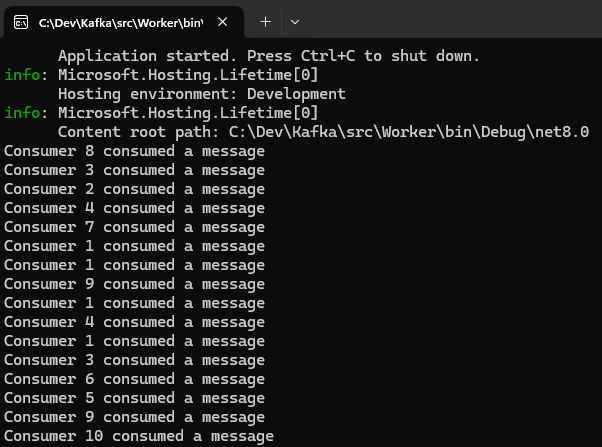 C:\Dev\Kafka\src\Worker\bin\
Application started. Press Ctrl+C to shut down.
info: Microsoft.Hosting.Lifetime[0]
Hosting environment: Development
info: Microsoft.Hosting.Lifetime[0]
Content root path: C:\Dev\Kafka\src\Worker\bin\Debug\net8.0
Consumer 8 consumed a message
Consumer 3 consumed a message
Consumer 2 consumed a message
Consumer 4 consumed a message
Consumer 7 consumed a message
Consumer 1 consumed a message
Consumer 1 consumed a message
Consumer 9 consumed a message
Consumer 1 consumed a message
Consumer 4 consumed a message
Consumer 1 consumed a message
Consumer 3 consumed a message
Consumer 6 consumed a message
Consumer 5 consumed a message
Consumer 9 consumed a message
Consumer 10 consumed a message